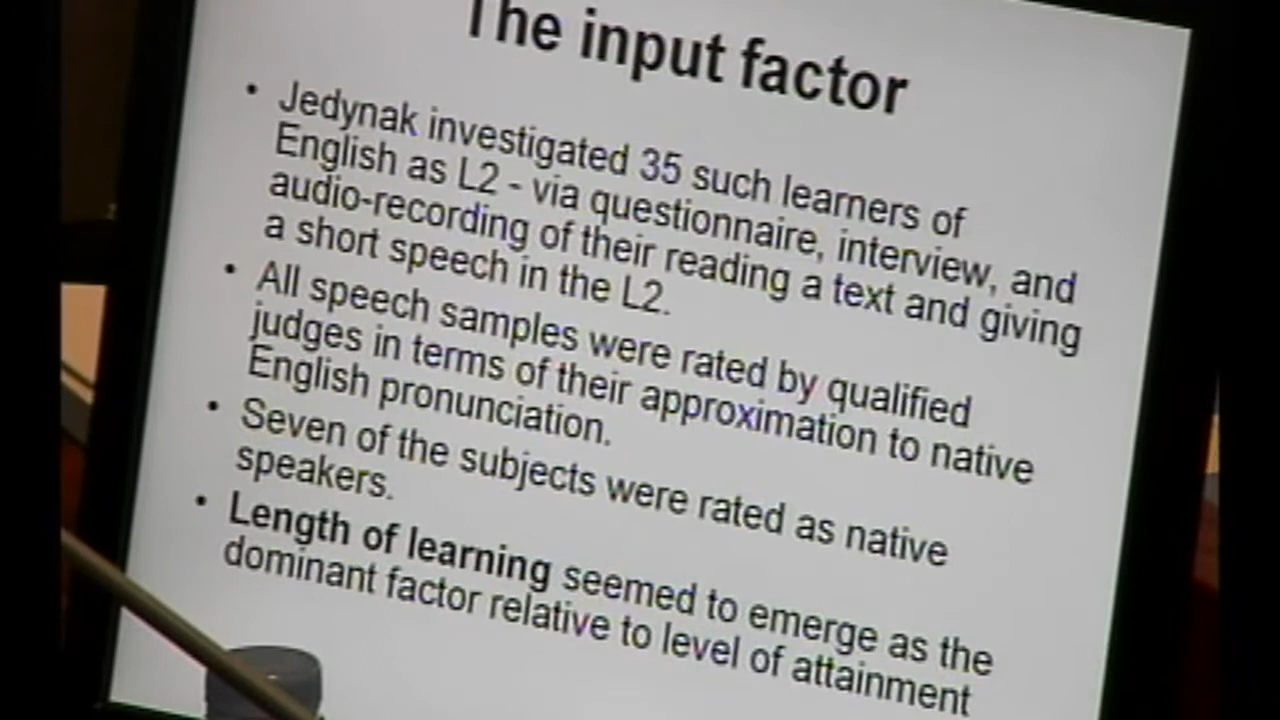 The input factor
• Jedynak investigated 35 such learners of
English as L2 - via questionnaire, interview, and
audio-recording of their reading a text and giving
a short speech in the L2.
• All speech samples were rated by qualified
judges in terms of their approximation to native
English pronunciation.
• Seven of the subjects were rated as native
speakers.
• Length of learning seemed to emerge as the
dominant factor relative to level of attainment